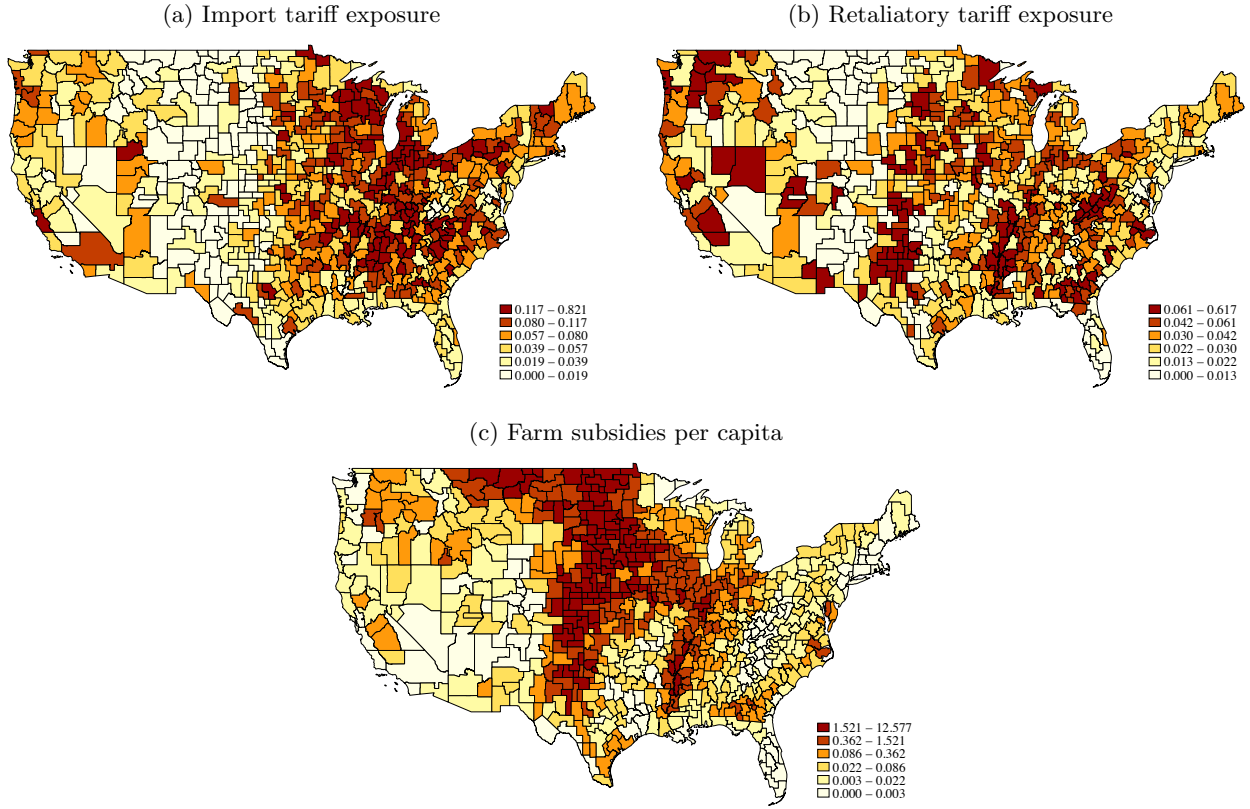 (a) Import tariff exposure
(b) Retaliatory tariff exposure
0.117 – 0.821
0.080 – 0.117
0.057 – 0.080
0.039 – 0.057
0.019 – 0.039
0.000 – 0.019
0.061 – 0.617
0.042 – 0.061
0.030 – 0.042
0.022 – 0.030
0.013 – 0.022
0.000 – 0.013
(c) Farm subsidies per capita
1.521 – 12.577
0.362 – 1.521
0.086 – 0.362
0.022 – 0.086
0.003 – 0.022
0.000 – 0.003